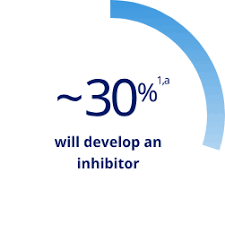 ~30%1,a
will develop an
inhibitor